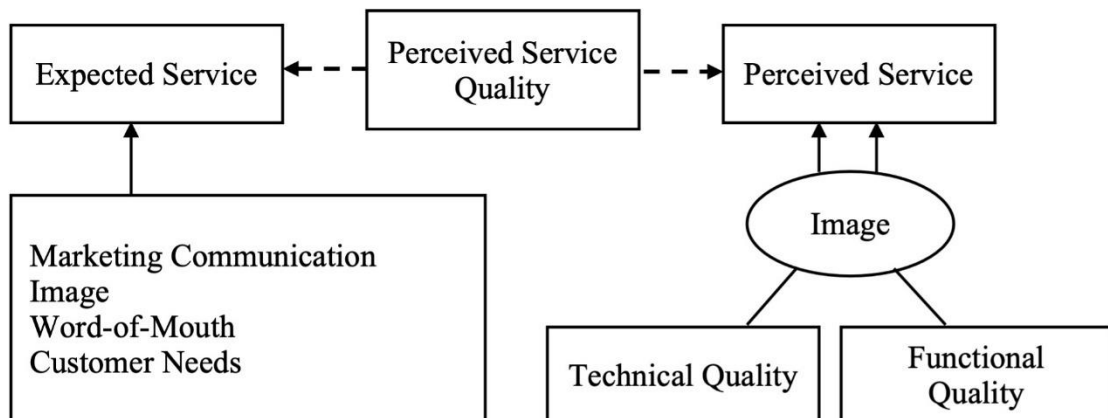 Expected Service
Perceived Service
Quality
Perceived Service
Image
Marketing Communication
Image
Word-of-Mouth
Customer Needs
Technical Quality
Functional
Quality